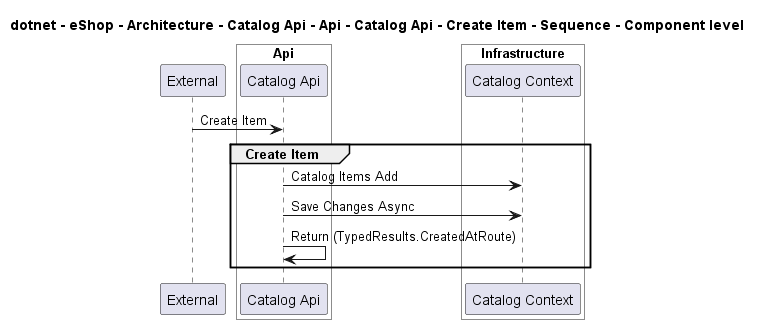 dotnet - eShop - Architecture - Catalog Api - Api - Catalog Api - Create Item - Sequence - Component level
Api
Infrastructure
External
Catalog Api
Catalog Context
Create Item
Create Item
Catalog Items Add
Save Changes Async
Return (TypedResults.CreatedAtRoute)
External
Catalog Api
Catalog Context